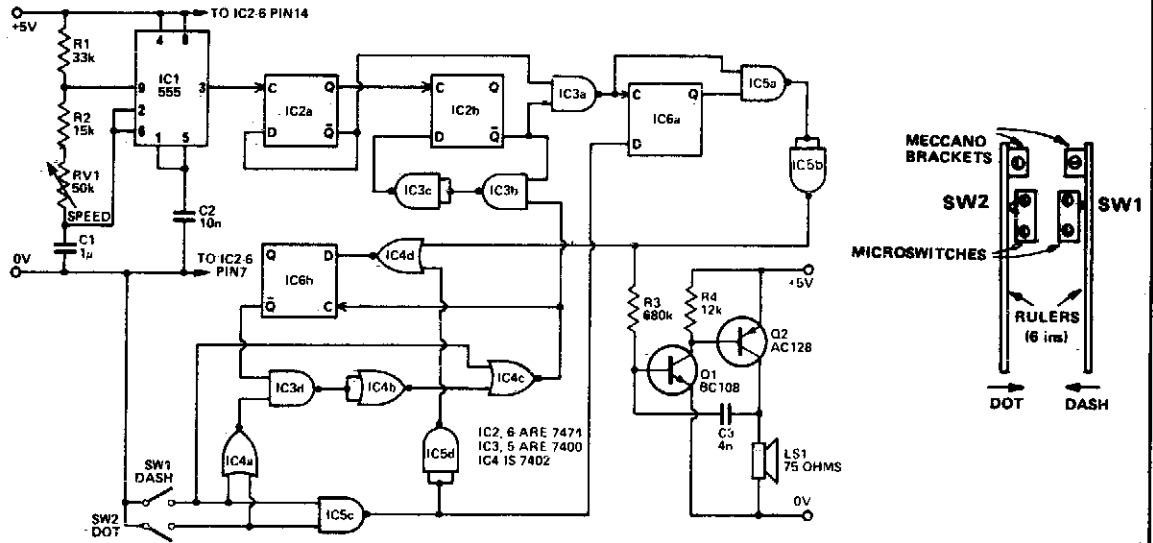 TO IC2-6 PIN14
+5V
R1
33k
4
8
IC1
555
9
3
2
6
1
5
R2
15k
RV1
50k
SPEED
C1
1μ
C2
10n
0V
TO IC2-6
PIN7
C
Q
IC2a
D
Q
C
Q
IC2b
Q
D
IC3a
C
Q
IC6a
D
IC5a
IC5b
IC3c
IC3b
Q
D
IC6b
Q
C
IC4d
IC3d
IC4b
IC4c
IC4a
IC5d
IC5c
IC2, 6 ARE 7471
IC3, 5 ARE 7400
IC4 IS 7402
SW1
DASH
SW2
DOT
R3
680k
R4
12k
+5V
Q2
AC128
Q1
BC108
C3
4n
LS1
75 OHMS
0V
MECCANO
BRACKETS
SW2
SW1
MICROSWITCHES
RULERS
(6 ins)
DOT
DASH